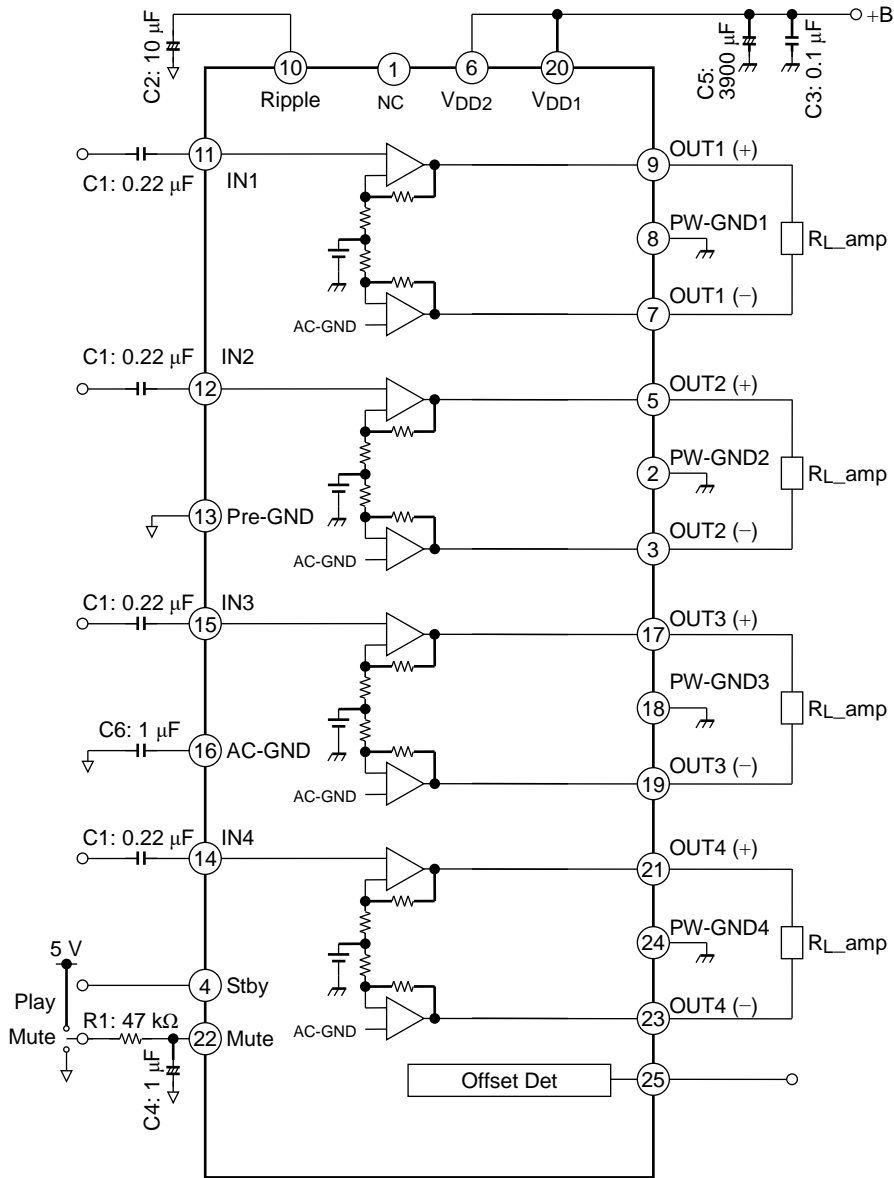 C2: 10 μF
+B
C5: 3900 μF
C3: 0.1 μF
10
1
6
20
Ripple
NC
VDD2
VDD1
11
C1: 0.22 μF
IN1
9
OUT1 (+)
PW-GND1
8
RL_amp
OUT1 (−)
7
AC-GND
C1: 0.22 μF
IN2
12
OUT2 (+)
5
PW-GND2
2
RL_amp
13
Pre-GND
OUT2 (−)
3
AC-GND
C1: 0.22 μF
IN3
15
OUT3 (+)
17
PW-GND3
18
RL_amp
C6: 1 μF
16
AC-GND
OUT3 (−)
19
AC-GND
C1: 0.22 μF
IN4
14
OUT4 (+)
21
PW-GND4
24
RL_amp
5 V
4
Stby
Play
OUT4 (−)
23
AC-GND
Mute
R1: 47 kΩ
22
Mute
C4: 1 μF
Offset Det
25